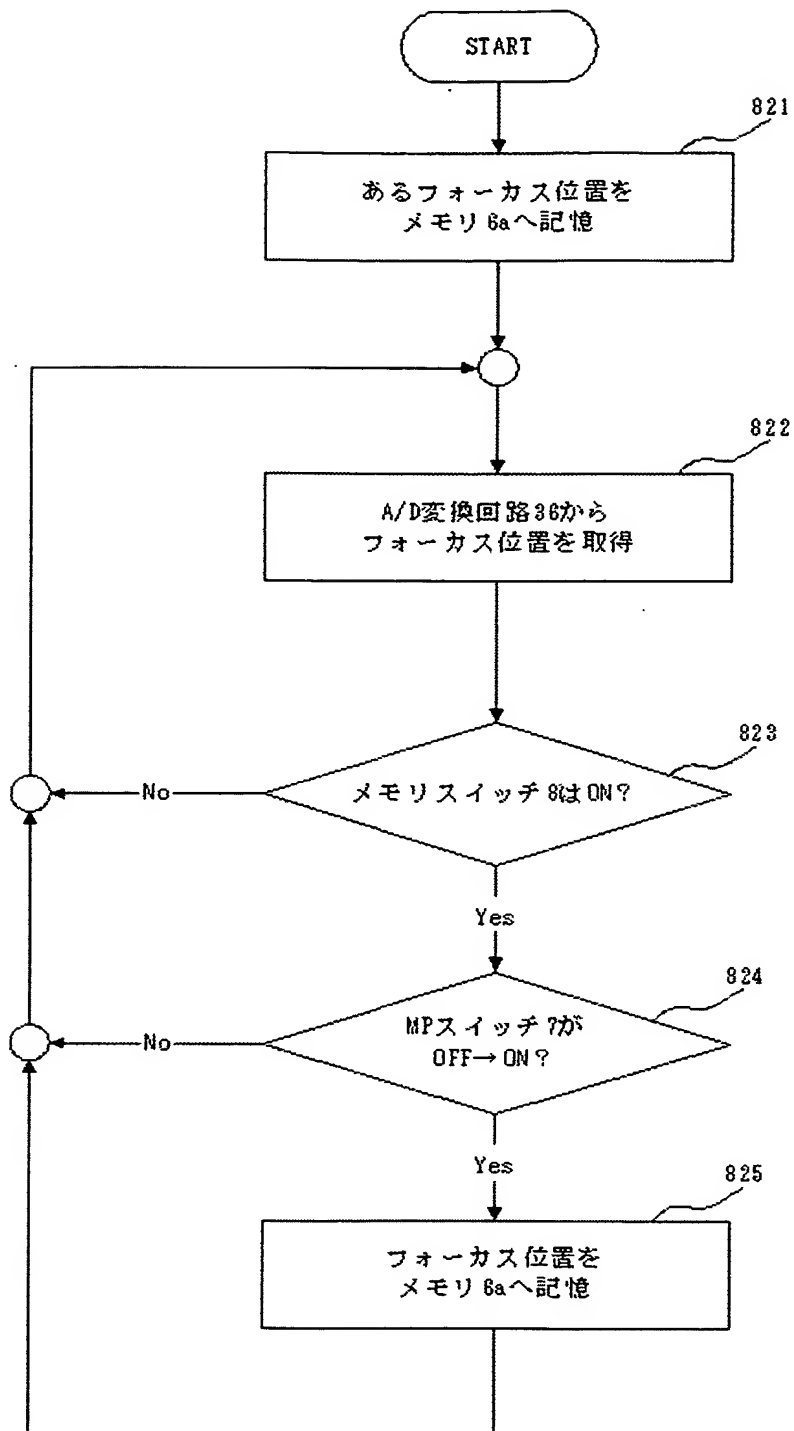 START
821
あるフォーカス位置を
メモリ6aへ記憶
822
A/D変換回路36から
フォーカス位置を取得
823
メモリスイッチ8はON?
No
Yes
824
MPスイッチ7が
OFF→ON?
No
Yes
825
フォーカス位置を
メモリ6aへ記憶